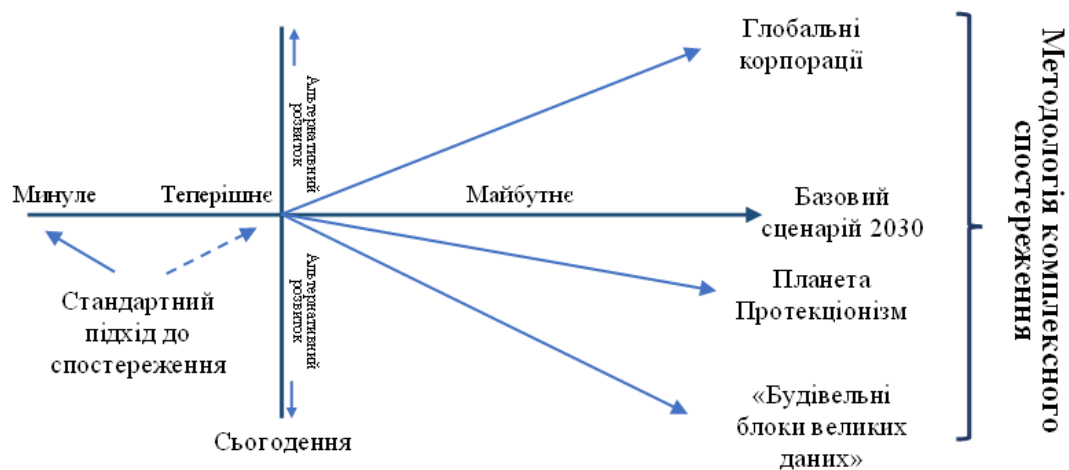 Глобальні
корпорації
Альтернативний
розвиток
Минуле
Теперішнє
Майбутнє
Базовий
сценарій 2030
Альтернативний
розвиток
Стандартний
підхід до
спостереження
Планета
Протекціонізм
«Будівельні
блоки великих
даних»
Сьогодення
Методологія комплексного
спостереження